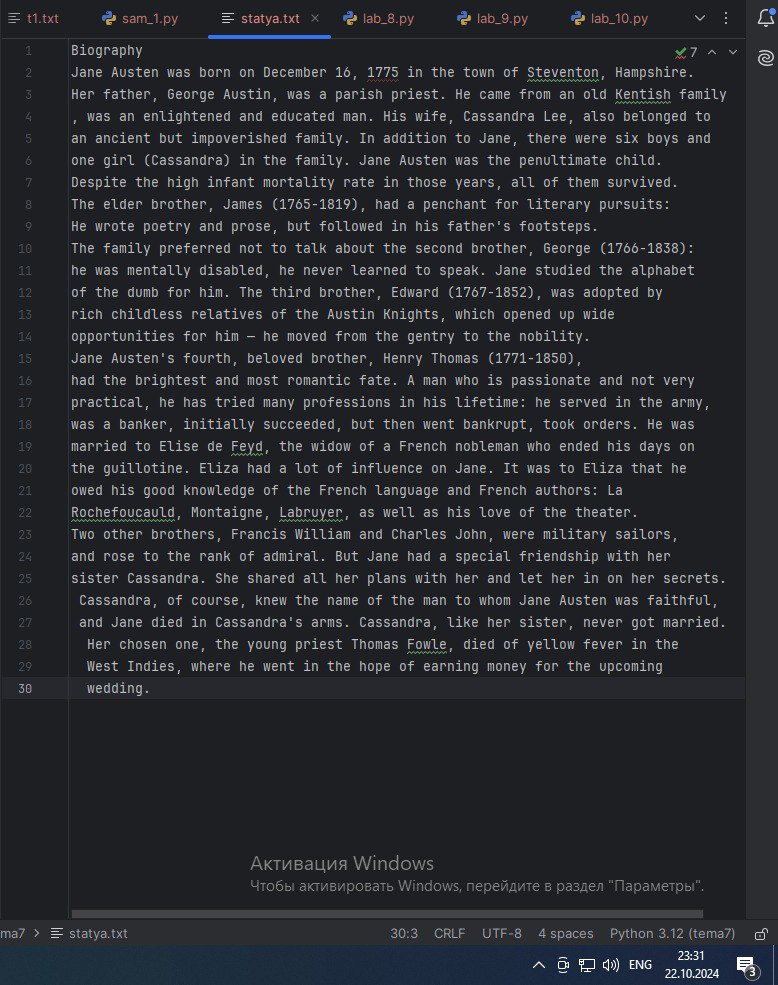 t1.txt sam_1.py statya.txt lab_8.py lab_9.py lab_10.py
7
1 Biography
2 Jane Austen was born on December 16, 1775 in the town of Steventon, Hampshire.
3 Her father, George Austin, was a parish priest. He came from an old Kentish family
4 , was an enlightened and educated man. His wife, Cassandra Lee, also belonged to
5 an ancient but impoverished family. In addition to Jane, there were six boys and
6 one girl (Cassandra) in the family. Jane Austen was the penultimate child.
7 Despite the high infant mortality rate in those years, all of them survived.
8 The elder brother, James (1765-1819), had a penchant for literary pursuits:
9 He wrote poetry and prose, but followed in his father's footsteps.
10 The family preferred not to talk about the second brother, George (1766-1838):
11 he was mentally disabled, he never learned to speak. Jane studied the alphabet
12 of the dumb for him. The third brother, Edward (1767-1852), was adopted by
13 rich childless relatives of the Austin Knights, which opened up wide
14 opportunities for him — he moved from the gentry to the nobility.
15 Jane Austen's fourth, beloved brother, Henry Thomas (1771-1850),
16 had the brightest and most romantic fate. A man who is passionate and not very
17 practical, he has tried many professions in his lifetime: he served in the army,
18 was a banker, initially succeeded, but then went bankrupt, took orders. He was
19 married to Elise de Feyd, the widow of a French nobleman who ended his days on
20 the guillotine. Eliza had a lot of influence on Jane. It was to Eliza that he
21 owed his good knowledge of the French language and French authors: La
22 Rochefoucauld, Montaigne, Labruyer, as well as his love of the theater.
23 Two other brothers, Francis William and Charles John, were military sailors,
24 and rose to the rank of admiral. But Jane had a special friendship with her
25 sister Cassandra. She shared all her plans with her and let her in on her secrets.
26 Cassandra, of course, knew the name of the man to whom Jane Austen was faithful,
27 and Jane died in Cassandra's arms. Cassandra, like her sister, never got married.
28 Her chosen one, the young priest Thomas Fowle, died of yellow fever in the
29 West Indies, where he went in the hope of earning money for the upcoming
30 wedding.
Активация Windows
Чтобы активировать Windows, перейдите в раздел "Параметры".
ma7 > statya.txt 30:3 CRLF UTF-8 4 spaces Python 3.12 (tema7)
ENG 23:31
22.10.2024 3